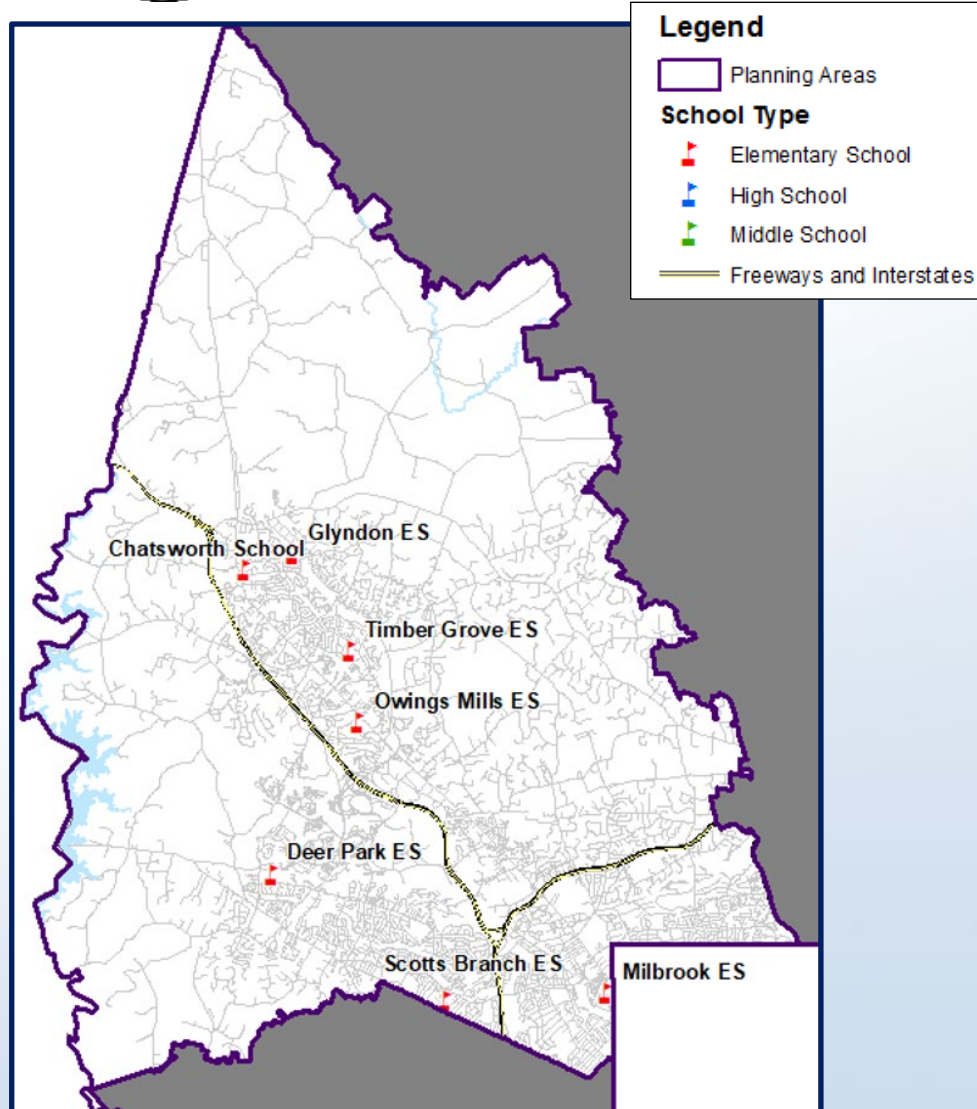 Legend
Planning Areas
School Type
Elementary School
High School
Middle School
Freeways and Interstates
Glyndon ES
Chatsworth School
Timber Grove ES
Owings Mills ES
Deer Park ES
Scotts Branch ES
Milbrook ES